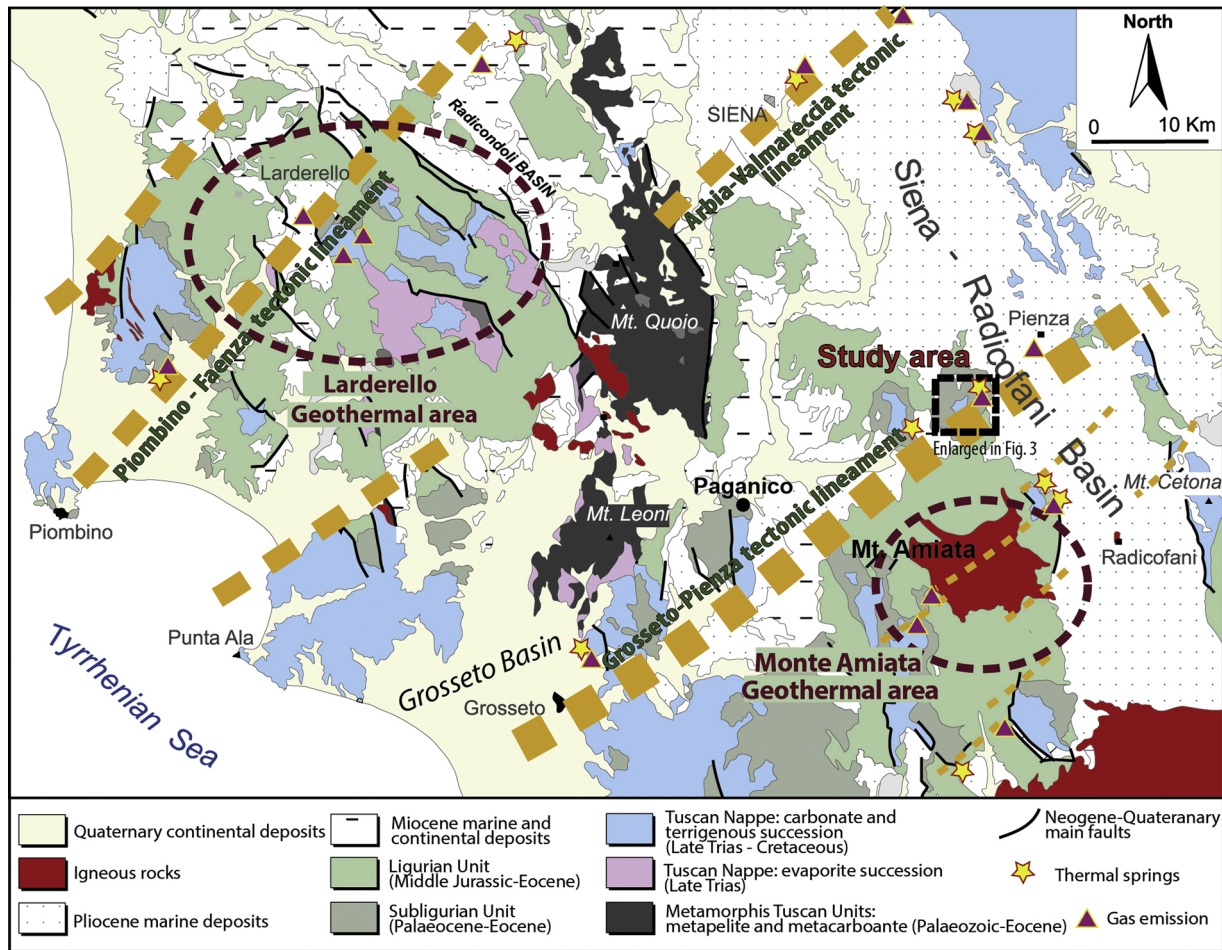 North
0 10 Km
SIENA
Arbia-Valmareccia tectonic
lineament
Radicondoli BASIN
Larderello
Piombino - Faenza tectonic lineament
Siena - Radicofani Basin
Mt. Quoio
Pienza
Study area
Enlarged in Fig. 3
Larderello
Geothermal area
Mt. Cetona
Paganico
Piombino
Mt. Leoni
Mt. Amiata
Radicofani
Grosseto-Pienza tectonic lineament
Punta Ala
Grosseto Basin
Monte Amiata
Geothermal area
Grosseto
Tyrrhenian Sea
Quaternary continental deposits
Igneous rocks
Pliocene marine deposits
Miocene marine and
continental deposits
Ligurian Unit
(Middle Jurassic-Eocene)
Subligurian Unit
(Palaeocene-Eocene)
Tuscan Nappe: carbonate and
terrigenous succession
(Late Trias - Cretaceous)
Tuscan Nappe: evaporite succession
(Late Trias)
Metamorphis Tuscan Units:
metapelite and metacarboante (Palaeozoic-Eocene)
Neogene-Quateranary
main faults
Thermal springs
Gas emission